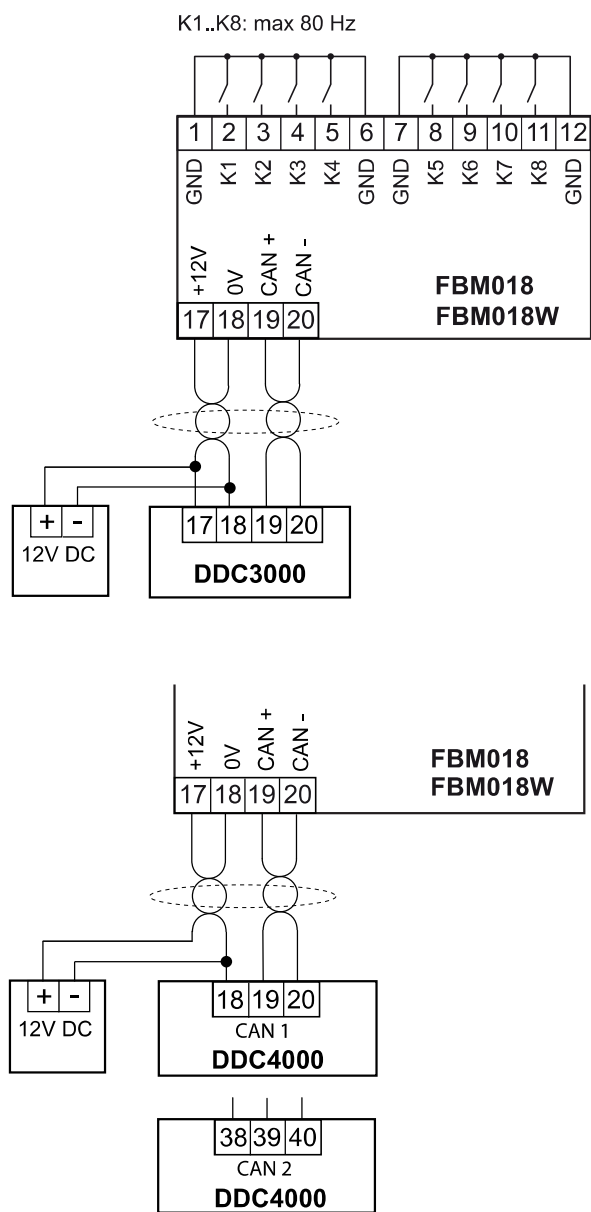 K1..K8: max 80 Hz
1 2 3 4 5 6 7 8 9 10 11 12
GND K1 K2 K3 K4 GND GND K5 K6 K7 K8 GND
+12V 0V CAN + CAN -
FBM018
FBM018W
17 18 19 20
+ -
12V DC
17 18 19 20
DDC3000
+12V 0V CAN + CAN -
FBM018
FBM018W
17 18 19 20
+ -
12V DC
18 19 20
CAN 1
DDC4000
38 39 40
CAN 2
DDC4000